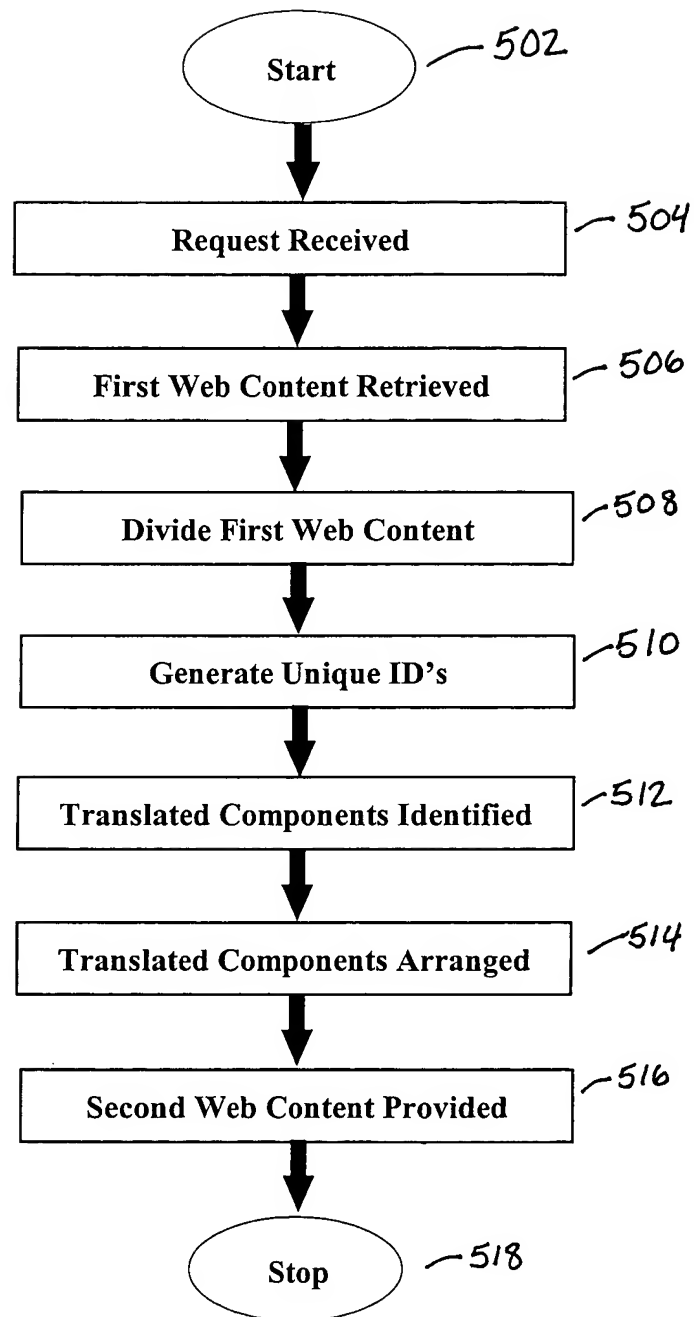 Start 502
Request Received 504
First Web Content Retrieved 506
Divide First Web Content 508
Generate Unique ID's 510
Translated Components Identified 512
Translated Components Arranged 514
Second Web Content Provided 516
Stop 518